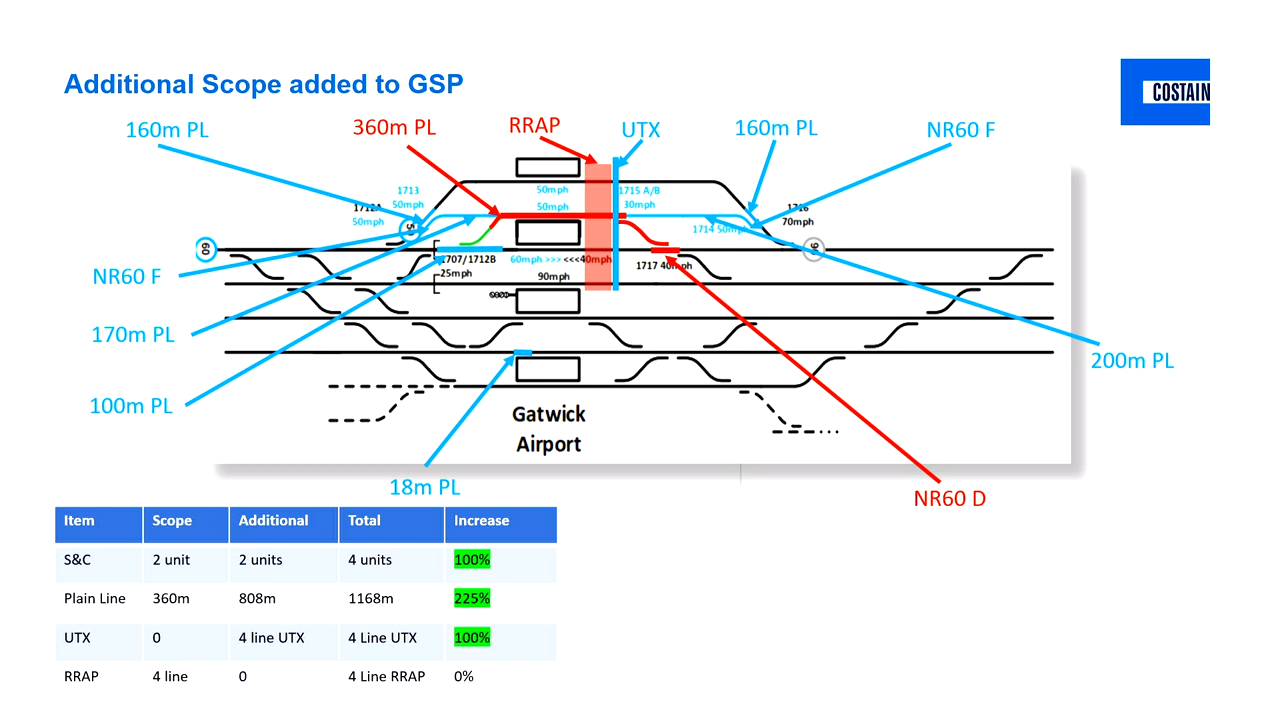 Additional Scope added to GSP
COSTAIN
160m PL
360m PL
RRAP
UTX
160m PL
NR60 F
1713
50mph
1712A
50mph
50mph
50mph
1715 A/B
30mph
1714 50mph
1716
70mph
60
90
1707/1712B
25mph
60mph >>> <<<40mph
90mph
1717 40mph
NR60 F
170m PL
100m PL
200m PL
Gatwick
Airport
18m PL
NR60 D
Item Scope Additional Total Increase
S&C 2 unit 2 units 4 units 100%
Plain Line 360m 808m 1168m 225%
UTX 0 4 line UTX 4 Line UTX 100%
RRAP 4 line 0 4 Line RRAP 0%